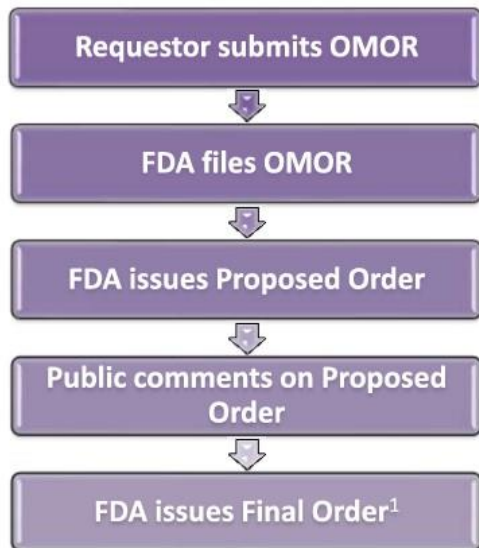 Requestor submits OMOR
FDA files OMOR
FDA issues Proposed Order
Public comments on Proposed
Order
FDA issues Final Order¹